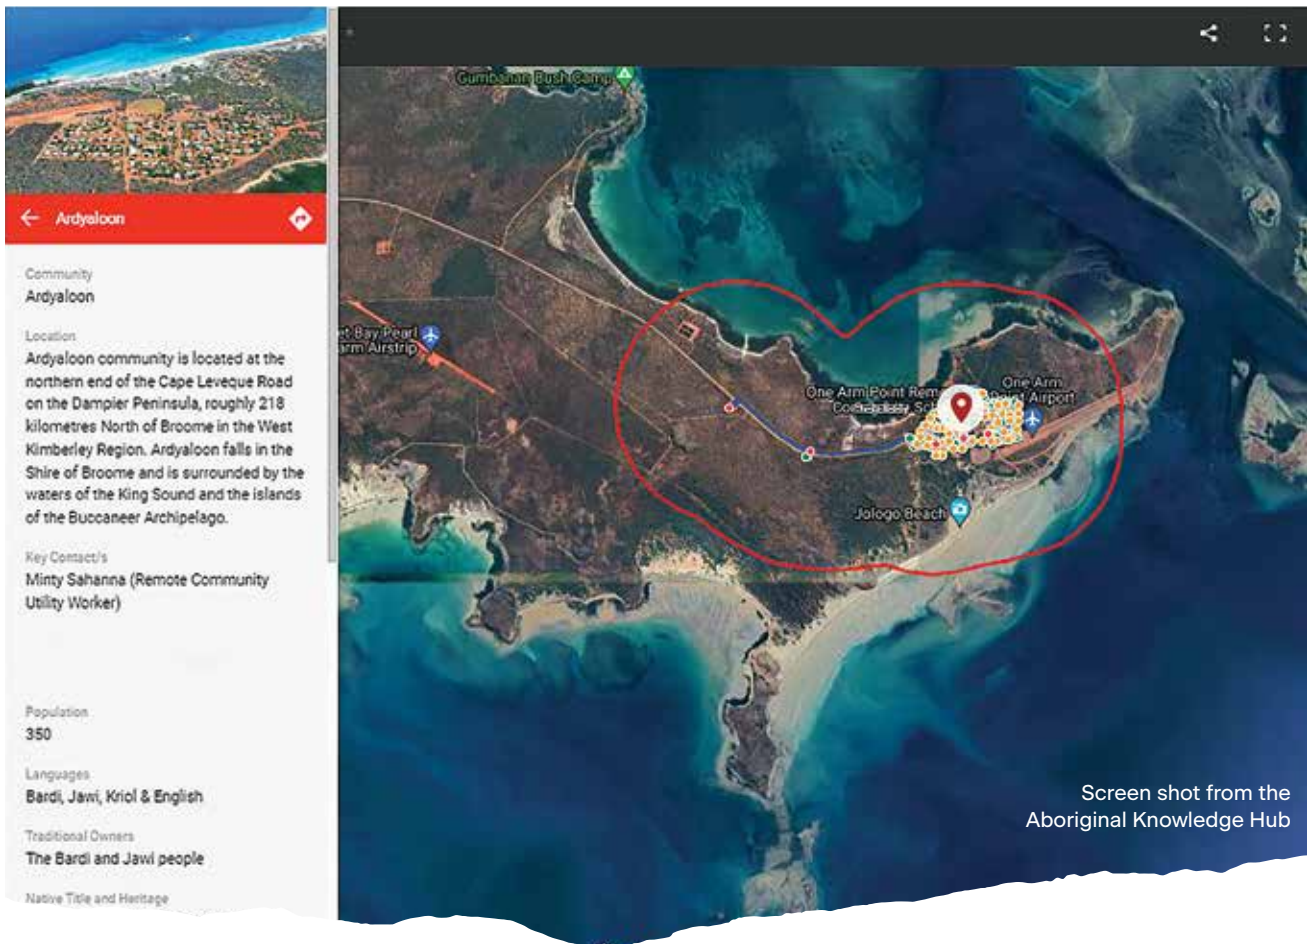 Ardyaloon
Community
Ardyaloon
Location
Ardyaloon community is located at the
northern end of the Cape Leveque Road
on the Dampier Peninsula, roughly 218
kilometres North of Broome in the West
Kimberley Region. Ardyaloon falls in the
Shire of Broome and is surrounded by the
waters of the King Sound and the islands
of the Buccaneer Archipelago.
Key Contact/s
Minty Sahanna (Remote Community
Utility Worker)
Population
350
Languages
Bardi, Jawi, Kriol & English
Traditional Owners
The Bardi and Jawi people
Native Title and Heritage
Gumbanan Bush Camp
et Bay Pearl
arm Airstrip
One Arm Point Rem
One Arm
Point Airport
Jologo Beach
Screen shot from the
Aboriginal Knowledge Hub